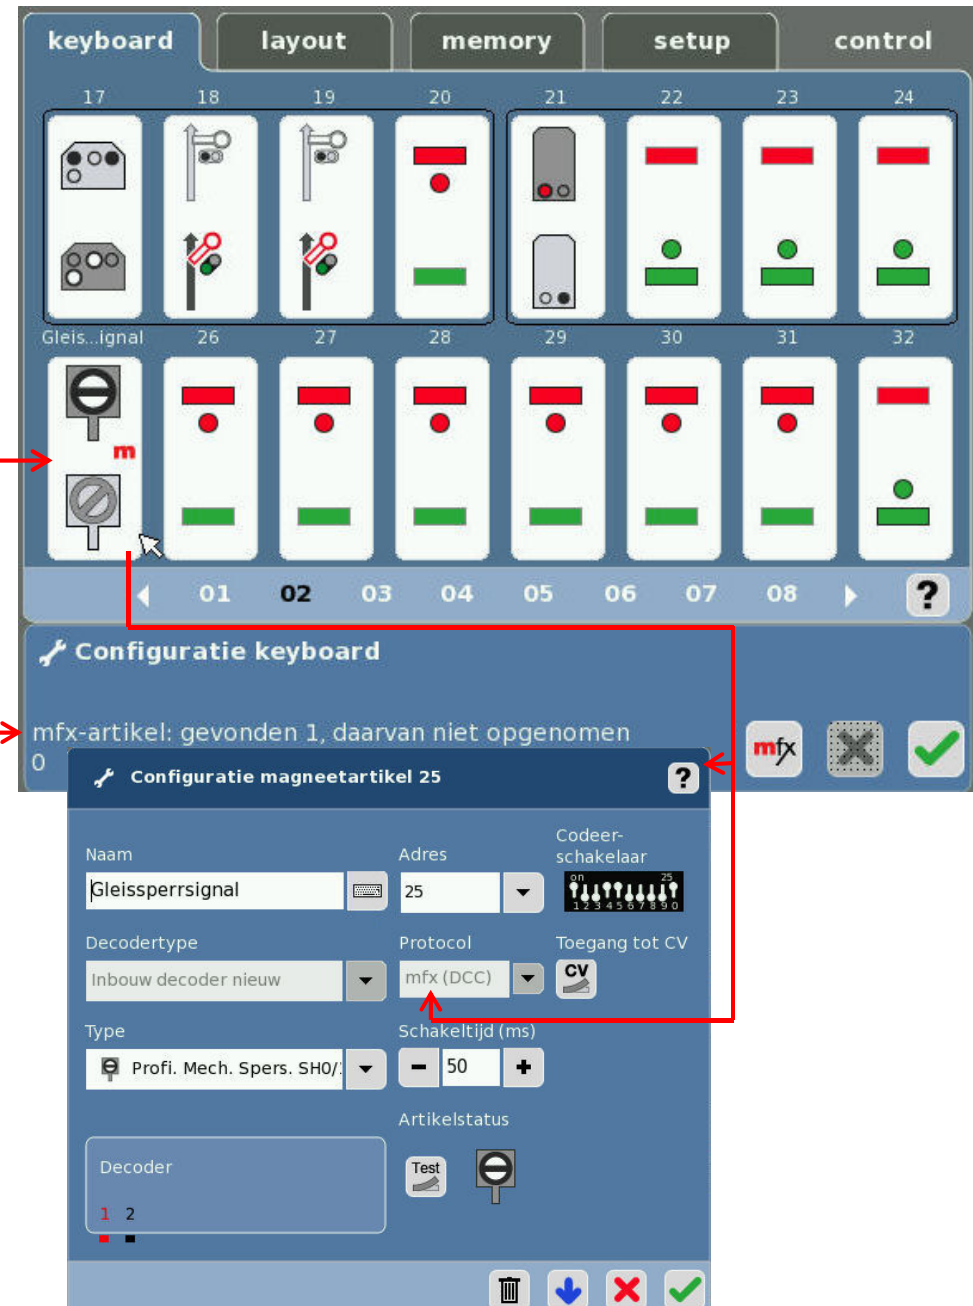 keyboard layout memory setup control
17 18 19 20 21 22 23 24
Gleis...ignal 26 27 28 29 30 31 32
m
01 02 03 04 05 06 07 08 ?
Configuratie keyboard
mfx-artikel: gevonden 1, daarvan niet opgenomen
0
mfx
Configuratie magneetartikel 25 ?
Naam Adres Codeer-
schakelaar
Gleissperrsignal 25 on 25
1 2 3 4 5 6 7 8 9 0
Decodertype Protocol Toegang tot CV
Inbouw decoder nieuw mfx (DCC) CV
Type Schakeltijd (ms)
Profi. Mech. Spers. SH0/ - 50 +
Artikelstatus
Decoder Test
1 2